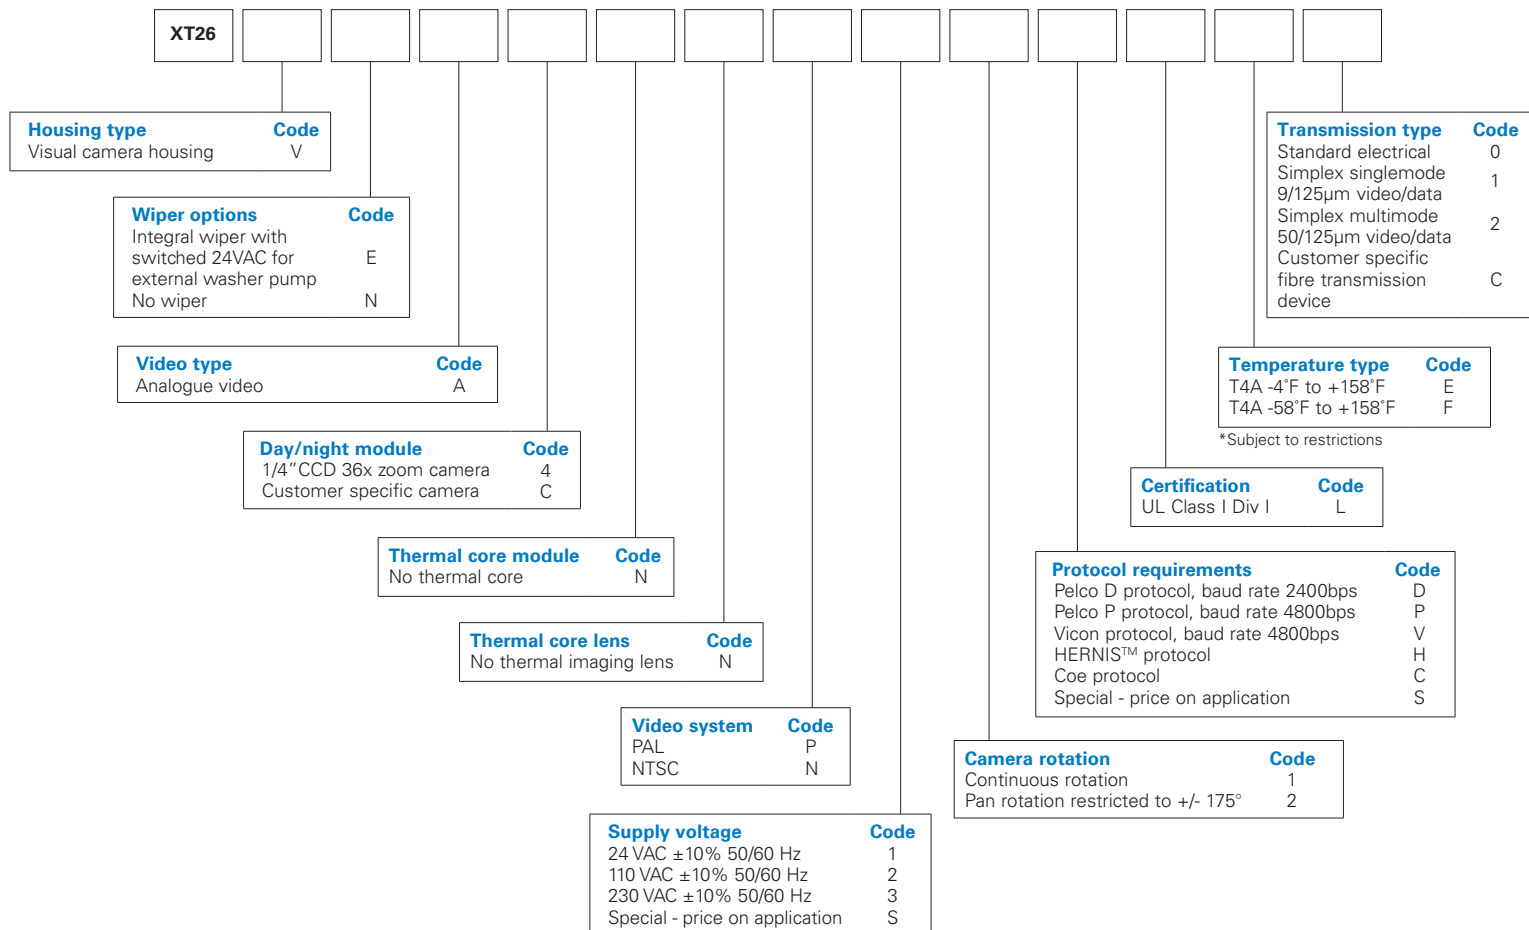 XT26
Housing type Code
Visual camera housing V
Wiper options Code
Integral wiper with
switched 24VAC for E
external washer pump
No wiper N
Video type Code
Analogue video A
Day/night module Code
1/4”CCD 36x zoom camera 4
Customer specific camera C
Thermal core module Code
No thermal core N
Thermal core lens Code
No thermal imaging lens N
Video system Code
PAL P
NTSC N
Supply voltage Code
24 VAC ±10% 50/60 Hz 1
110 VAC ±10% 50/60 Hz 2
230 VAC ±10% 50/60 Hz 3
Special - price on application S
Camera rotation Code
Continuous rotation 1
Pan rotation restricted to +/- 175° 2
Protocol requirements Code
Pelco D protocol, baud rate 2400bps D
Pelco P protocol, baud rate 4800bps P
Vicon protocol, baud rate 4800bps V
HERNIS™ protocol H
Coe protocol C
Special - price on application S
Certification Code
UL Class I Div I L
Temperature type Code
T4A -4°F to +158°F E
T4A -58°F to +158°F F
*Subject to restrictions
Transmission type Code
Standard electrical 0
Simplex singlemode
9/125µm video/data 1
Simplex multimode
50/125µm video/data 2
Customer specific
fibre transmission C
device